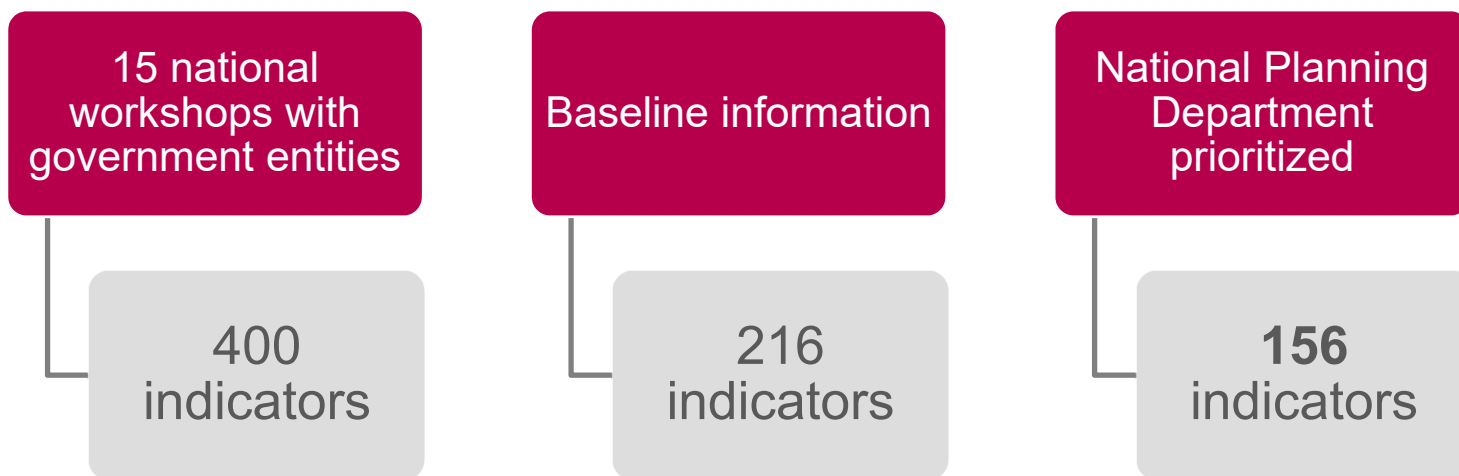 15 national
workshops with
government entities
400
indicators
Baseline information
216
indicators
National Planning
Department
prioritized
156
indicators